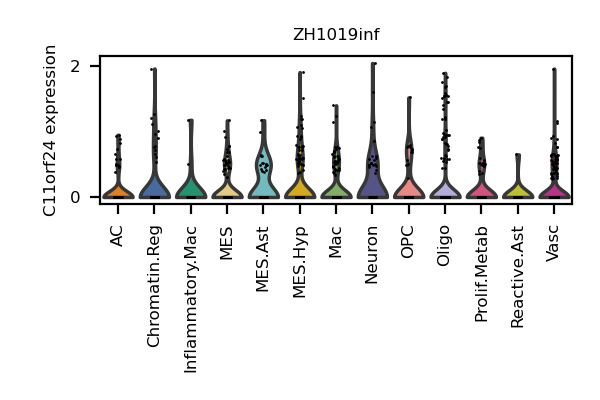 ZH1019inf
C11orf24 expression
2
0
AC
Chromatin.Reg
Inflammatory.Mac
MES
MES.Ast
MES.Hyp
Mac
Neuron
OPC
Oligo
Prolif.Metab
Reactive.Ast
Vasc